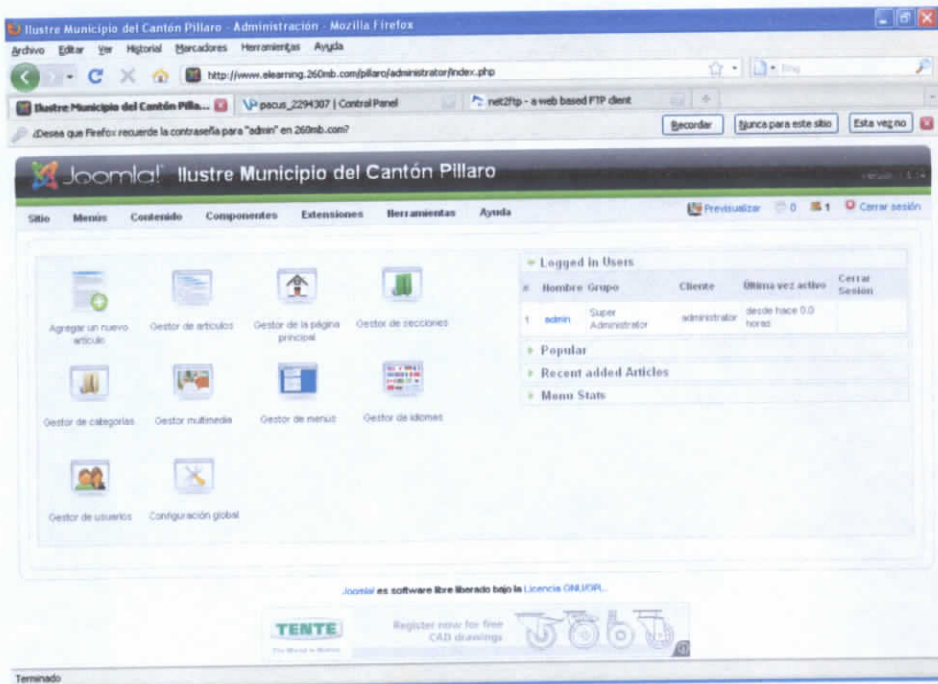 Ilustre Municipio del Cantón Pillaro - Administración - Mozilla Firefox
Archivo Editar Ver Historial Marcadores Herramientas Ayuda
http://www.elearning.260mb.com/pillaro/administrator/index.php
Bing
Ilustre Municipio del Cantón Pilla...
pacus_2294307 | Control Panel
net2ftp - a web based FTP client
¿Desea que Firefox recuerde la contraseña para "admin" en 260mb.com?
Recordar
Nunca para este sitio
Esta vez no
Joomla! Ilustre Municipio del Cantón Pillaro
Sitio Menús Contenido Componentes Extensiones Herramientas Ayuda
Previsualizar 0 1 Cerrar sesión
Agregar un nuevo artículo
Gestor de artículos
Gestor de la página principal
Gestor de secciones
Gestor de categorías
Gestor multimedia
Gestor de menús
Gestor de idiomas
Gestor de usuarios
Configuración global
Logged in Users
# Nombre Grupo Cliente Última vez activo Cerrar Sesión
1 admin Super Administrator administrator desde hace 0.0 horas
Popular
Recent added Articles
Menu Stats
Joomla! es software libre liberado bajo la Licencia GNU/GPL.
TENTE
Register now for free
CAD drawings
Terminado